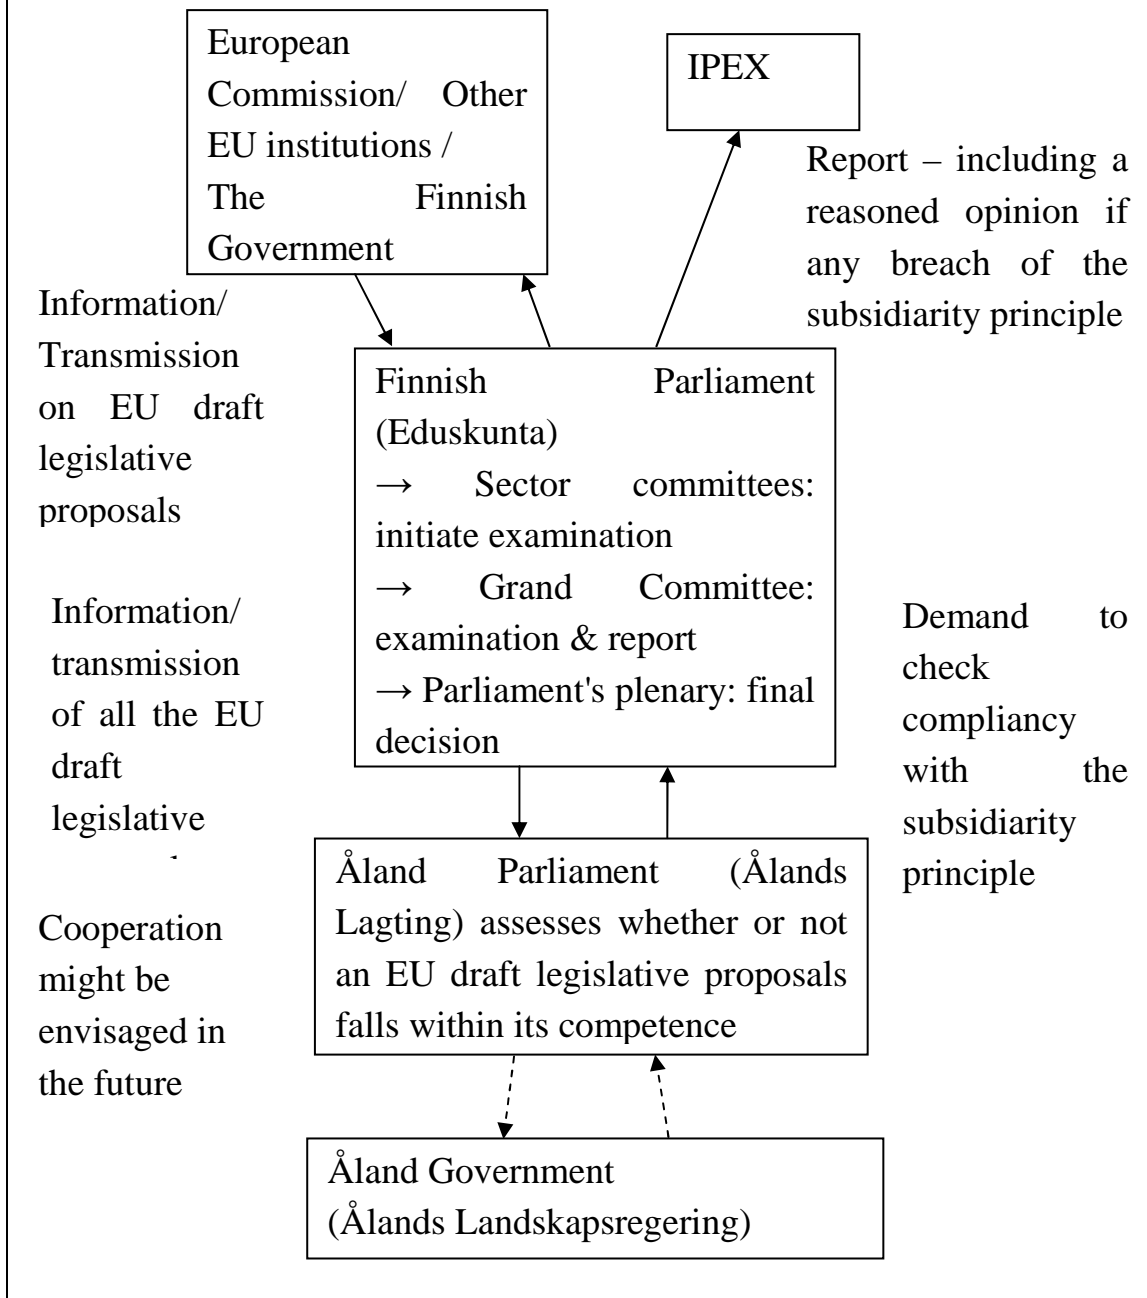 European
Commission/ Other
EU institutions /
The Finnish
Government
IPEX
Report – including a
reasoned opinion if
any breach of the
subsidiarity principle
Information/
Transmission
on EU draft
legislative
proposals
Finnish Parliament
(Eduskunta)
→ Sector committees:
initiate examination
→ Grand Committee:
examination & report
→ Parliament's plenary: final
decision
Information/
transmission
of all the EU
draft
legislative
Demand to
check
compliancy
with the
subsidiarity
principle
Åland Parliament (Ålands
Lagting) assesses whether or not
an EU draft legislative proposals
falls within its competence
Cooperation
might be
envisaged in
the future
Åland Government
(Ålands Landskapsregering)